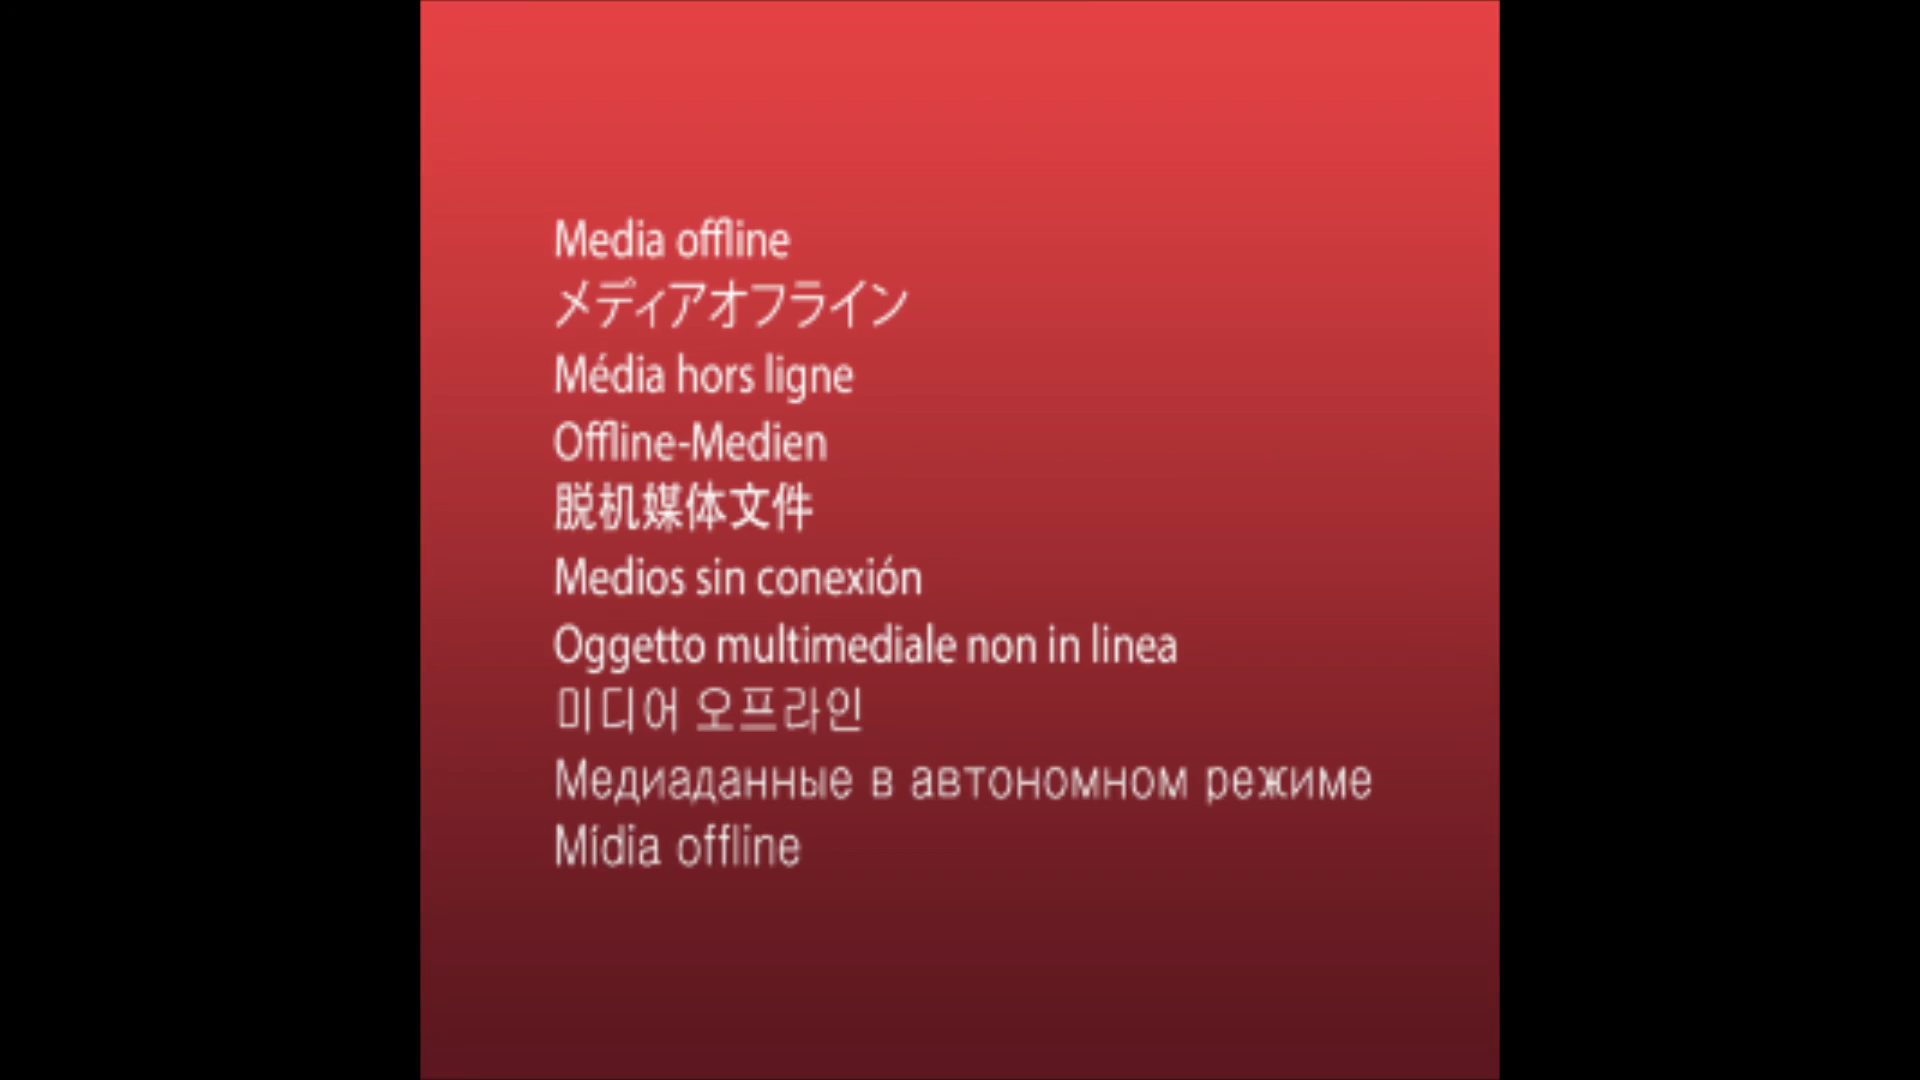 Media offline
メディアオフライン
Média hors ligne
Offline-Medien
脱机媒体文件
Medios sin conexión
Oggetto multimediale non in linea
미디어 오프라인
Медиаданные в автономном режиме
Mídia offline